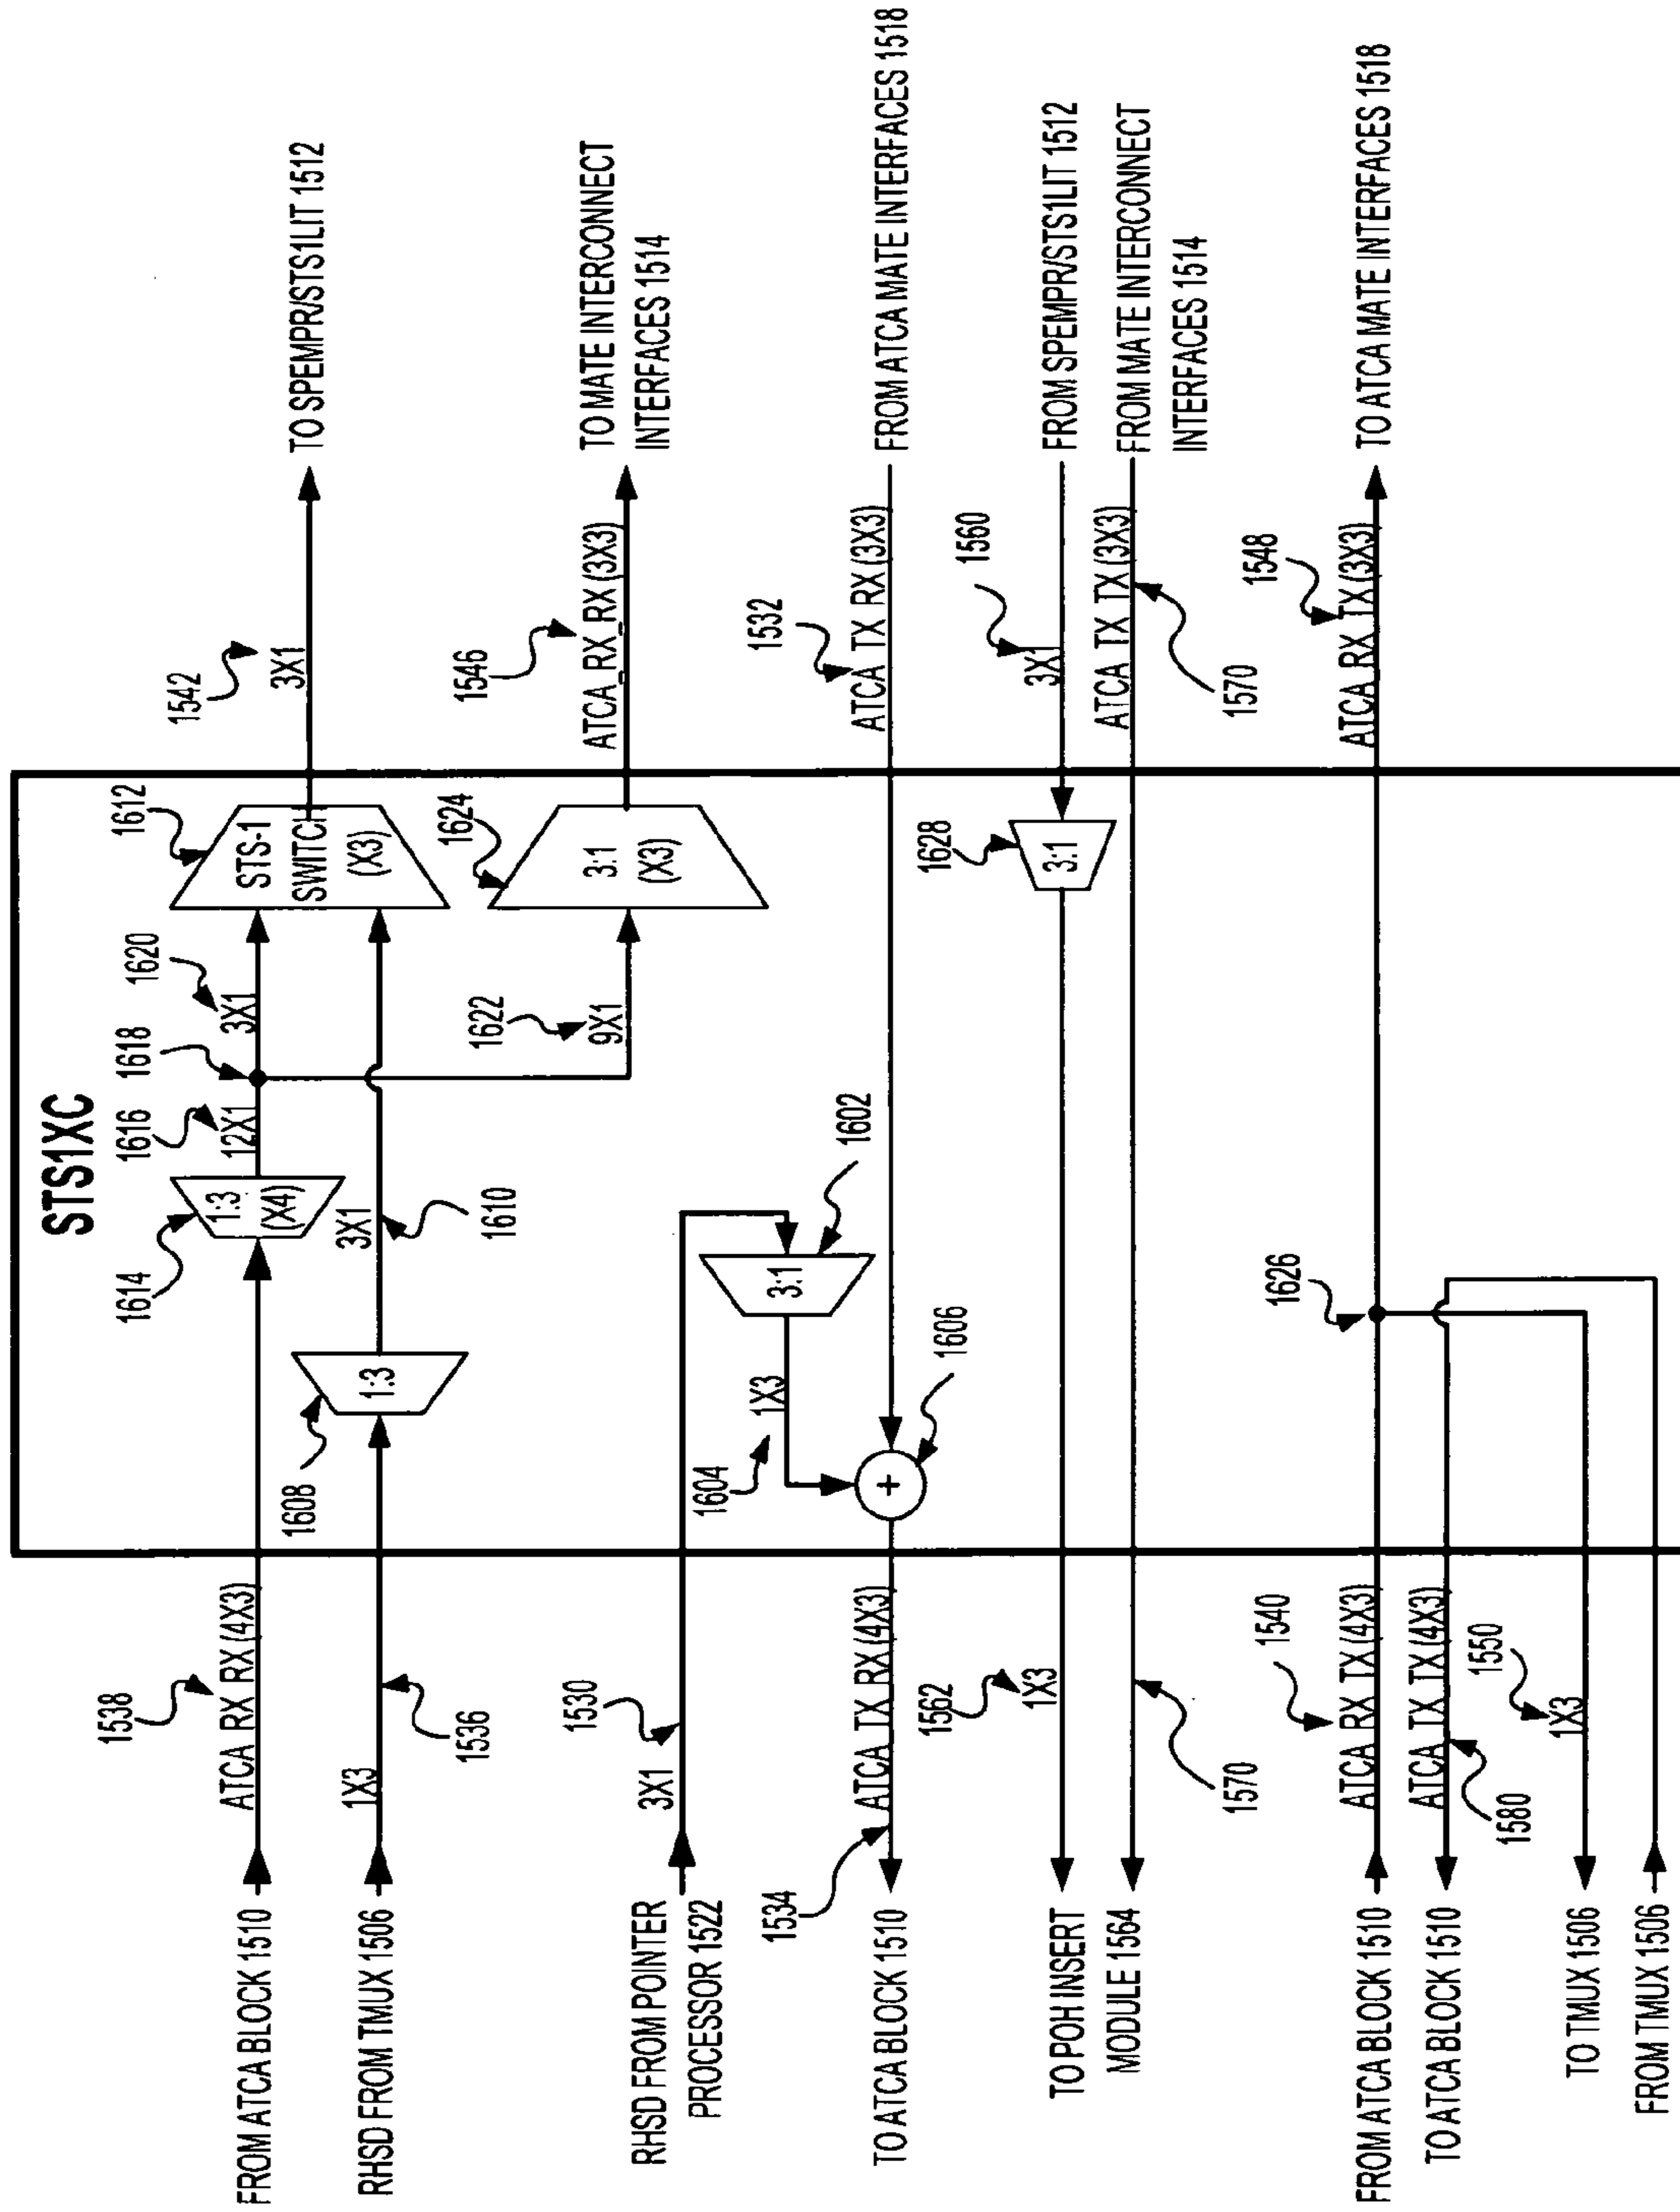 STS1XC
FROM ATCA BLOCK 1510
1538
ATCA RX RX (4X3)
1614
1:3
(X4)
1616
12X1
1618
1620
3X1
1612
STS-1
SWITCH
(X3)
1542
3X1
TO SPEMPR/STS1LIT 1512
RHSD FROM TMUX 1506
1X3
1536
1608
1:3
3X1
1610
1622
9X1
1624
3:1
(X3)
1546
ATCA RX RX (3X3)
TO MATE INTERCONNECT
INTERFACES 1514
RHSD FROM POINTER
PROCESSOR 1522
3X1
1530
3:1
1602
1604
1X3
+
1606
1532
ATCA TX RX (3X3)
FROM ATCA MATE INTERFACES 1518
TO ATCA BLOCK 1510
1534
ATCA TX RX (4X3)
TO POH INSERT
MODULE 1564
1562
1X3
1570
1628
3:1
1560
3X1
FROM SPEMPR/STS1LIT 1512
ATCA TX TX (3X3)
1570
FROM MATE INTERCONNECT
INTERFACES 1514
FROM ATCA BLOCK 1510
1540
ATCA RX TX (4X3)
1626
1548
ATCA RX TX (3X3)
TO ATCA MATE INTERFACES 1518
TO ATCA BLOCK 1510
ATCA TX TX (4X3)
1580
TO TMUX 1506
1550
1X3
FROM TMUX 1506